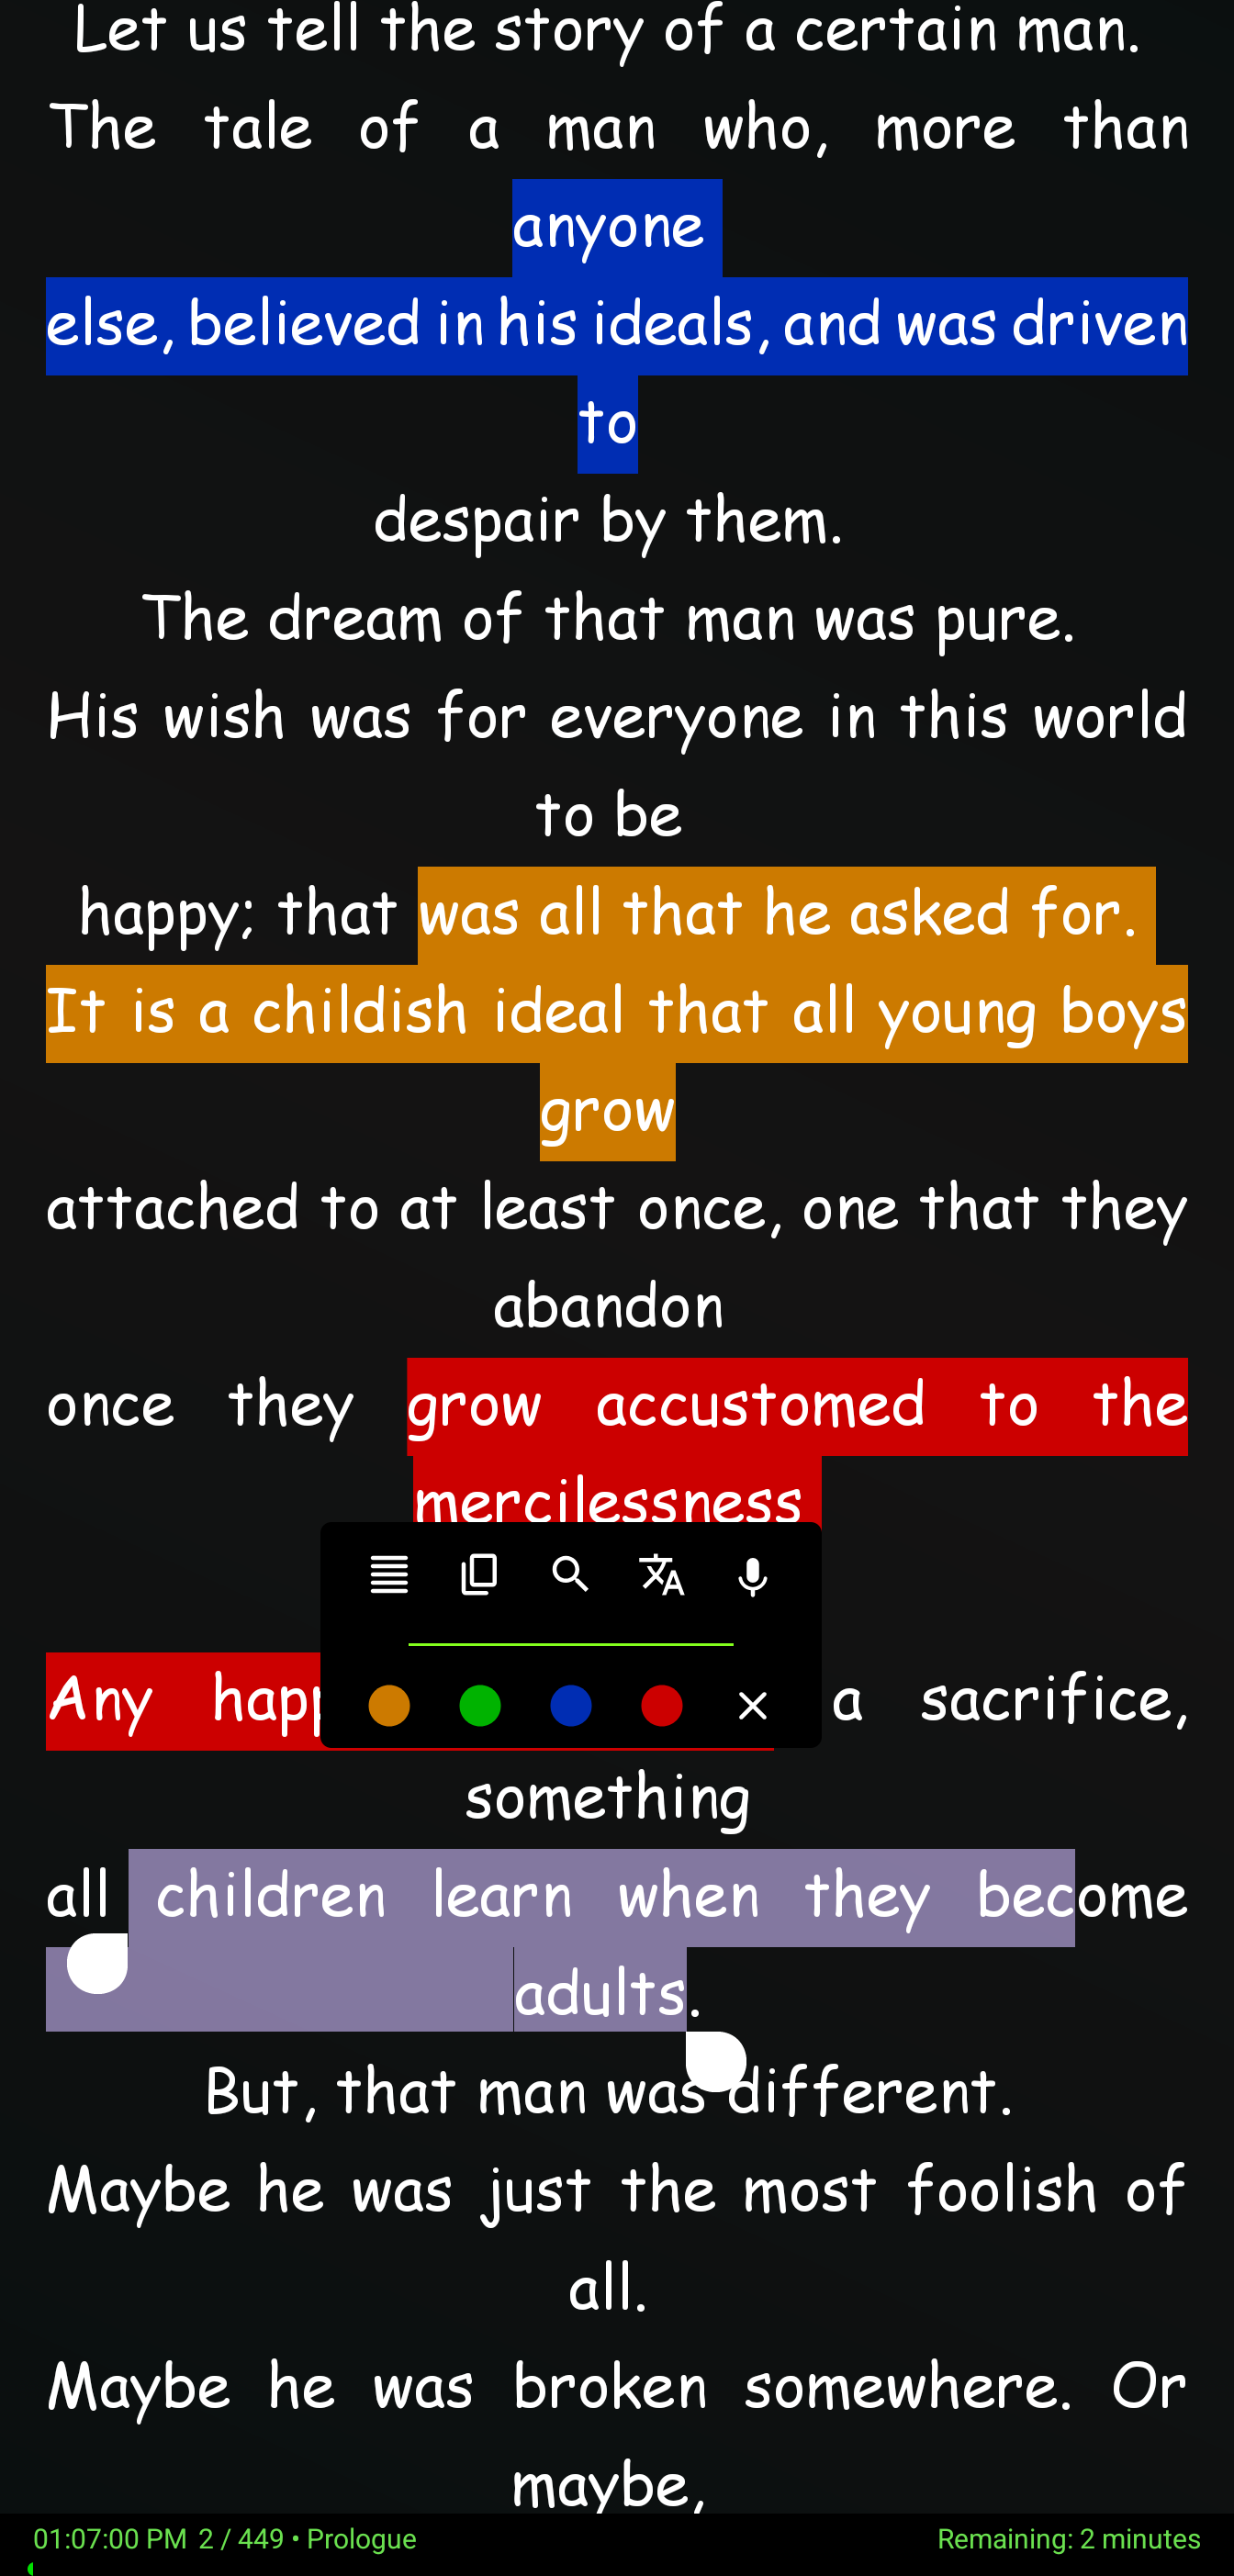 Let us tell the story of a certain man.
The tale of a man who, more than
anyone
else, believed in his ideals, and was driven
to
despair by them.
The dream of that man was pure.
His wish was for everyone in this world
to be
happy; that was all that he asked for.
It is a childish ideal that all young boys
grow
attached to at least once, one that they
abandon
once they grow accustomed to the
mercilessness
Any a sacrifice,
something
all children learn when they become
adults.
But, that man was different.
Maybe he was just the most foolish of
all.
Maybe he was broken somewhere. Or
maybe,
01:07:00 PM 2 / 449 • Prologue
Remaining: 2 minutes